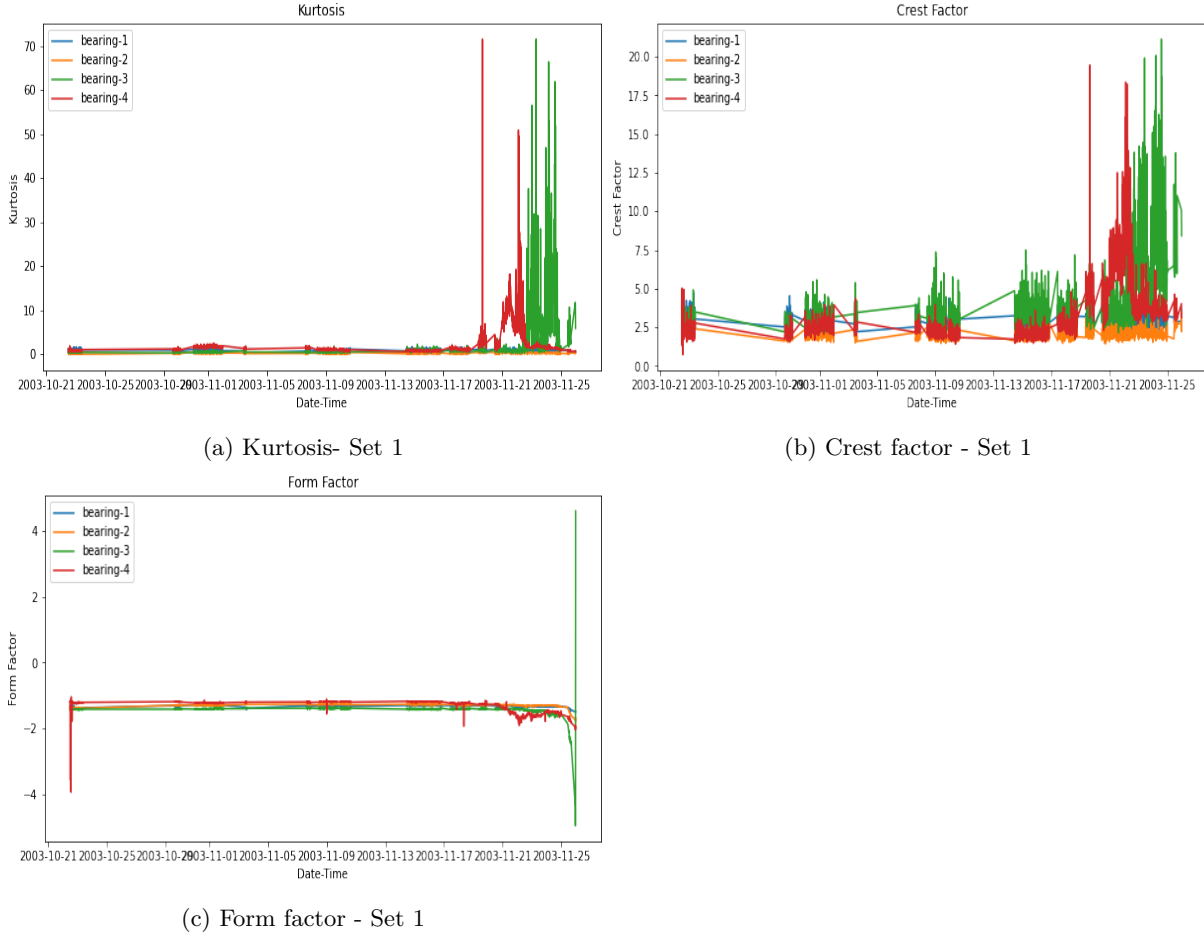 Kurtosis
bearing-1
bearing-2
bearing-3
bearing-4
70
60
50
40
30
20
10
0
Kurtosis
2003-10-21 2003-10-25 2003-10-29 2003-11-01 2003-11-05 2003-11-09 2003-11-13 2003-11-17 2003-11-21 2003-11-25
Date-Time
(a) Kurtosis- Set 1
Crest Factor
bearing-1
bearing-2
bearing-3
bearing-4
20.0
17.5
15.0
12.5
10.0
7.5
5.0
2.5
0.0
Crest Factor
2003-10-21 2003-10-25 2003-10-29 2003-11-01 2003-11-05 2003-11-09 2003-11-13 2003-11-17 2003-11-21 2003-11-25
Date-Time
(b) Crest factor - Set 1
Form Factor
bearing-1
bearing-2
bearing-3
bearing-4
4
2
0
−2
−4
Form Factor
2003-10-21 2003-10-25 2003-10-29 2003-11-01 2003-11-05 2003-11-09 2003-11-13 2003-11-17 2003-11-21 2003-11-25
Date-Time
(c) Form factor - Set 1